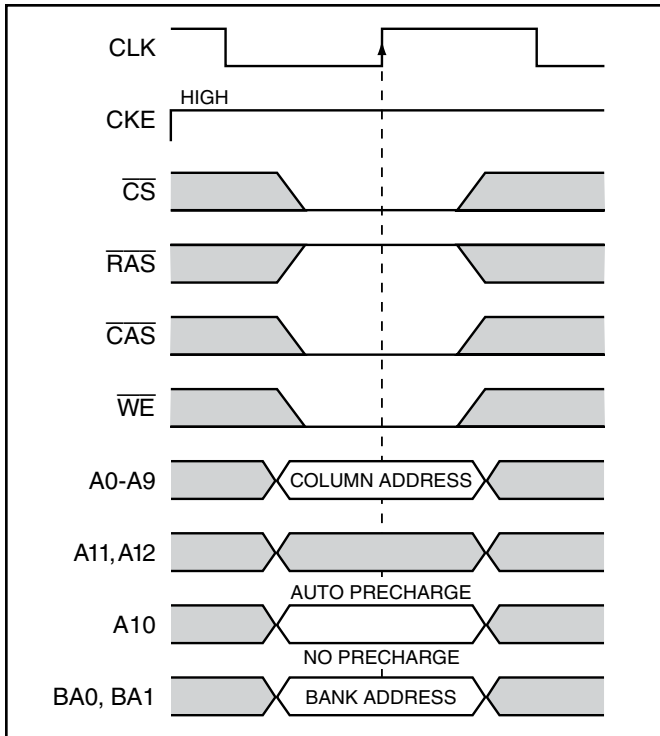 CLK
HIGH
CKE
CS
RAS
CAS
WE
A0-A9 COLUMN ADDRESS
A11, A12
AUTO PRECHARGE
A10
NO PRECHARGE
BA0, BA1 BANK ADDRESS